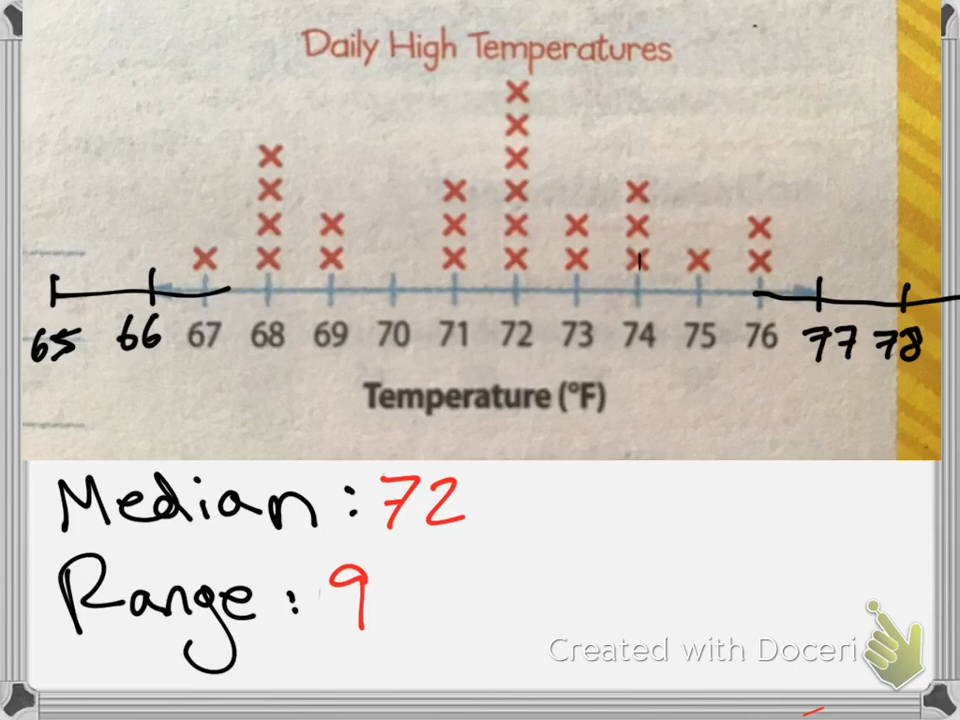 Daily High Temperatures
65 66 67 68 69 70 71 72 73 74 75 76 77 78
Temperature (°F)
Median : 72
Range : 9
Created with Doceri